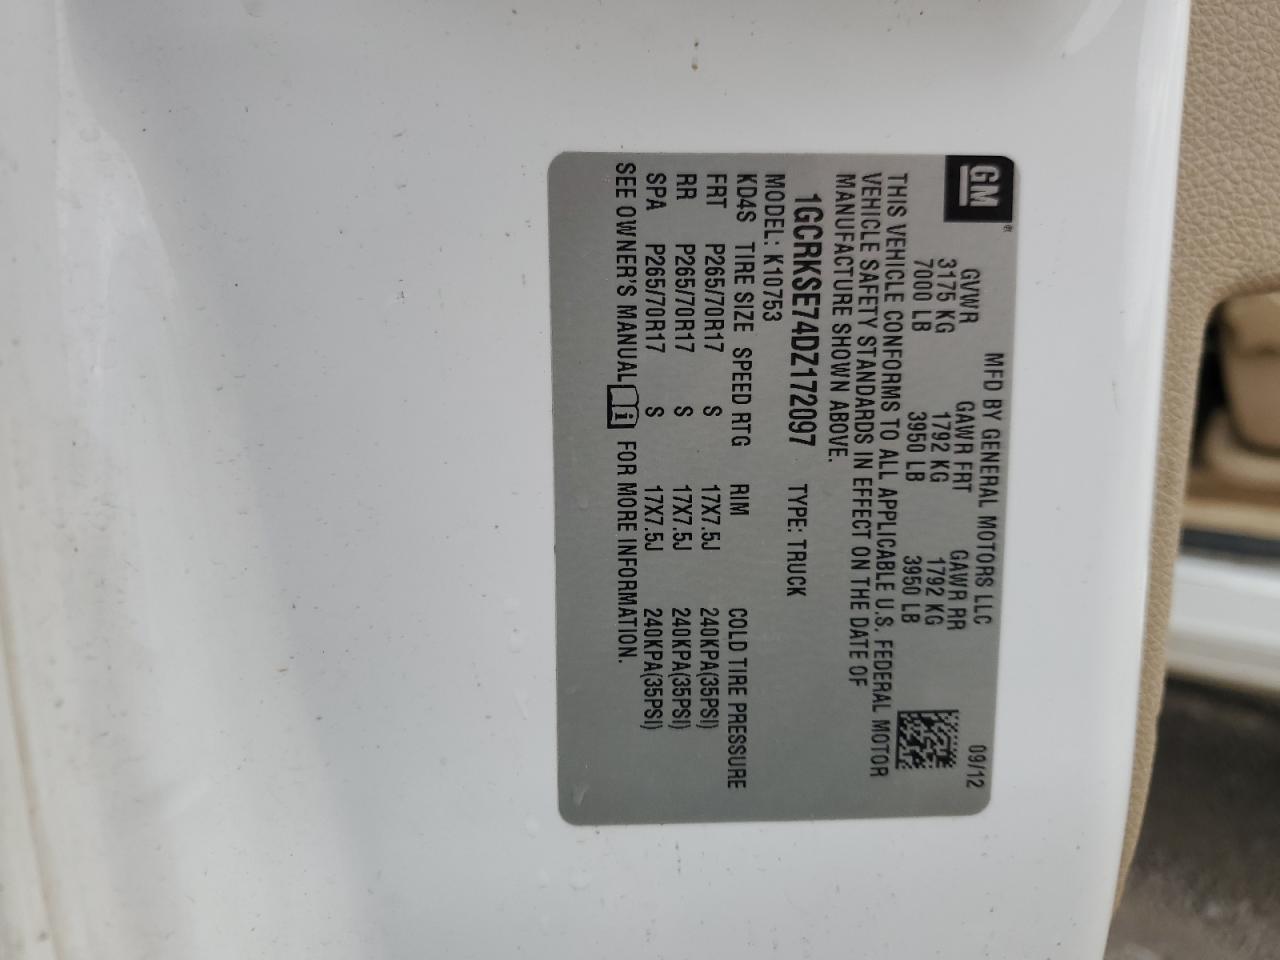 GM
MFD BY GENERAL MOTORS LLC 09/12
GVWR GAWR FRT GAWR RR
3175 KG 1792 KG 1792 KG
7000 LB 3950 LB 3950 LB
THIS VEHICLE CONFORMS TO ALL APPLICABLE U.S. FEDERAL MOTOR
VEHICLE SAFETY STANDARDS IN EFFECT ON THE DATE OF
MANUFACTURE SHOWN ABOVE.
1GCRKSE74DZ172097 TYPE: TRUCK
MODEL: K10753
KD4S TIRE SIZE SPEED RTG RIM COLD TIRE PRESSURE
FRT P265/70R17 S 17X7.5J 240KPA(35PSI)
RR P265/70R17 S 17X7.5J 240KPA(35PSI)
SPA P265/70R17 S 17X7.5J 240KPA(35PSI)
SEE OWNER'S MANUAL i FOR MORE INFORMATION.